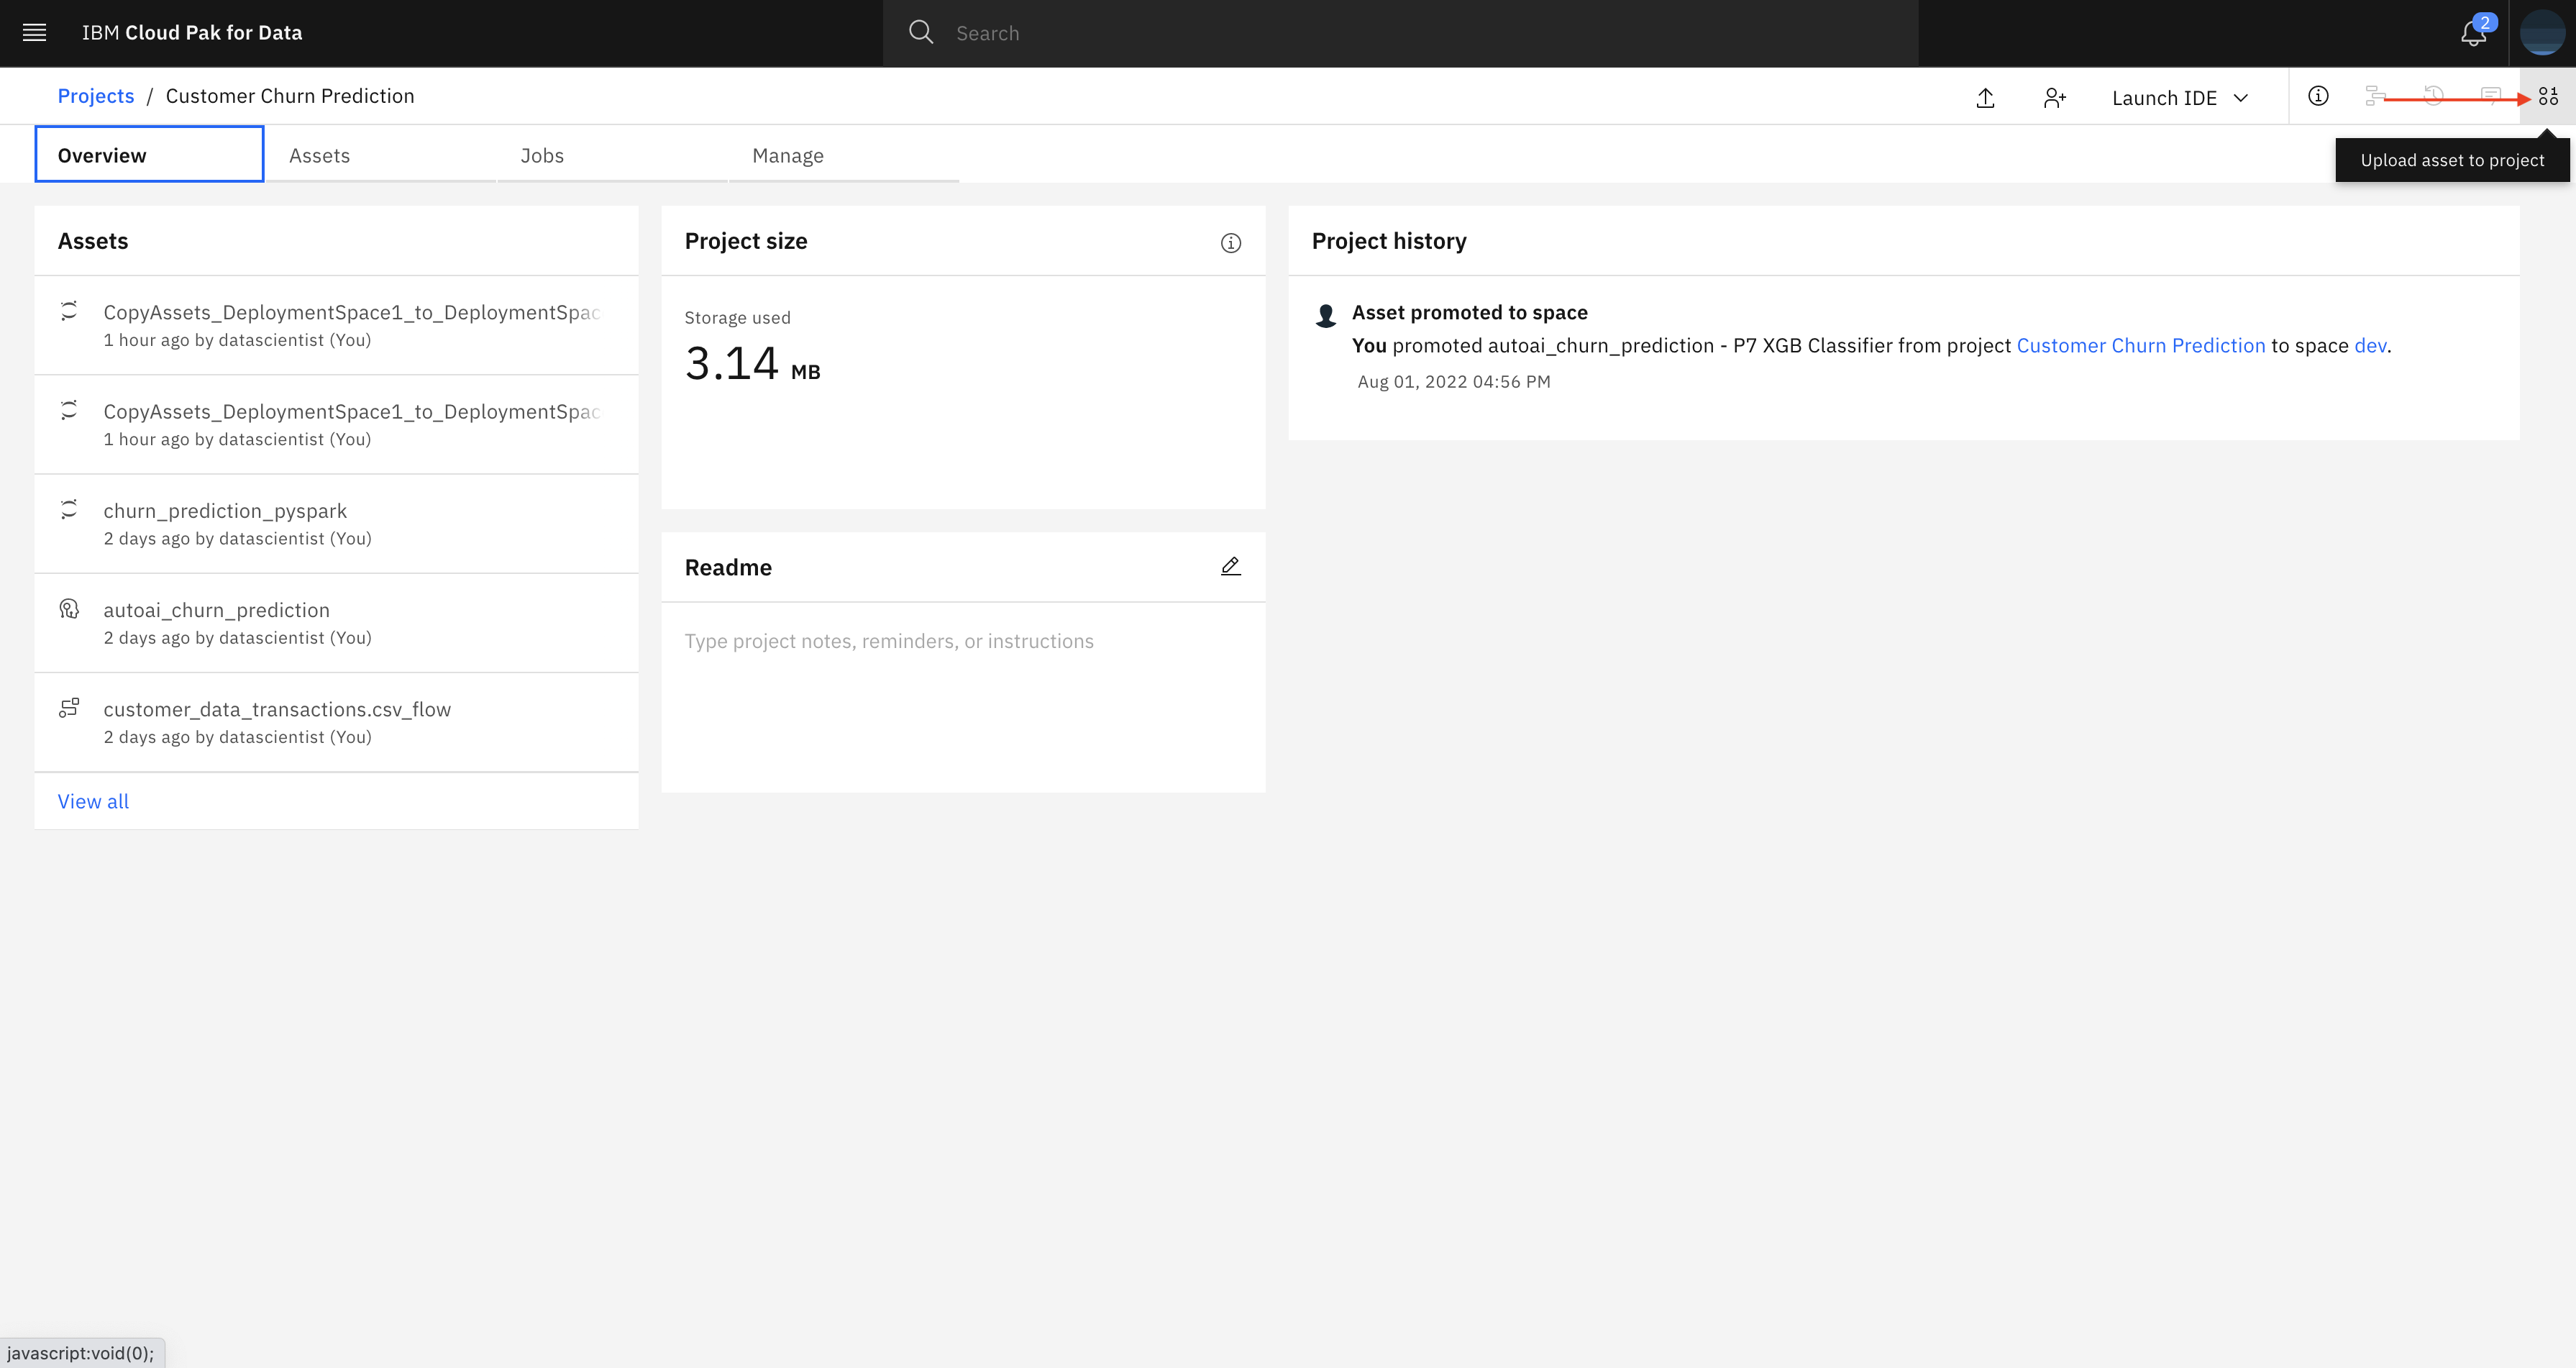 IBM Cloud Pak for Data
Search
2
Projects / Customer Churn Prediction
Launch IDE
Upload asset to project
Overview
Assets
Jobs
Manage
Assets
CopyAssets_DeploymentSpace1_to_DeploymentSpac
1 hour ago by datascientist (You)
CopyAssets_DeploymentSpace1_to_DeploymentSpac
1 hour ago by datascientist (You)
churn_prediction_pyspark
2 days ago by datascientist (You)
autoai_churn_prediction
2 days ago by datascientist (You)
customer_data_transactions.csv_flow
2 days ago by datascientist (You)
View all
Project size
Storage used
3.14 MB
Readme
Type project notes, reminders, or instructions
Project history
Asset promoted to space
You promoted autoai_churn_prediction - P7 XGB Classifier from project Customer Churn Prediction to space dev.
Aug 01, 2022 04:56 PM
javascript:void(0);